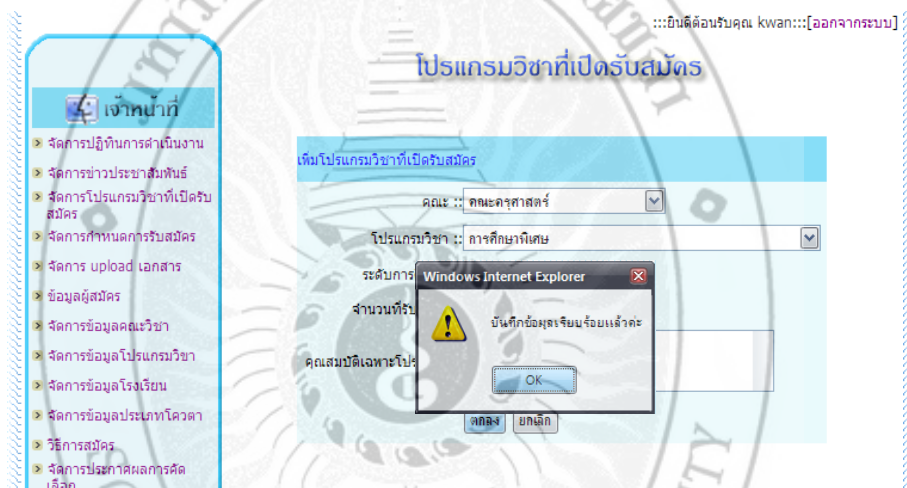 :::ยินดีต้อนรับคุณ kwan:::[ออกจากระบบ]
โปรแกรมวิชาที่เปิดรับสมัคร
เจ้าหน้าที่
จัดการปฏิทินการดำเนินงาน
จัดการข่าวประชาสัมพันธ์
จัดการโปรแกรมวิชาที่เปิดรับ
สมัคร
จัดการกำหนดการรับสมัคร
จัดการ upload เอกสาร
ข้อมูลผู้สมัคร
จัดการข้อมูลคณะวิชา
จัดการข้อมูลโปรแกรมวิชา
จัดการข้อมูลโรงเรียน
จัดการข้อมูลประเภทโควตา
วิธีการสมัคร
จัดการประกาศผลการคัด
เลือก
เพิ่มโปรแกรมวิชาที่เปิดรับสมัคร
คณะ :: คณะครุศาสตร์
โปรแกรมวิชา :: การศึกษาพิเศษ
ระดับการ
จำนวนที่รับ
คุณสมบัติเฉพาะโปร
Windows Internet Explorer
บันทึกข้อมูลเรียบร้อยแล้วค่ะ
OK
ตกลง ยกเลิก